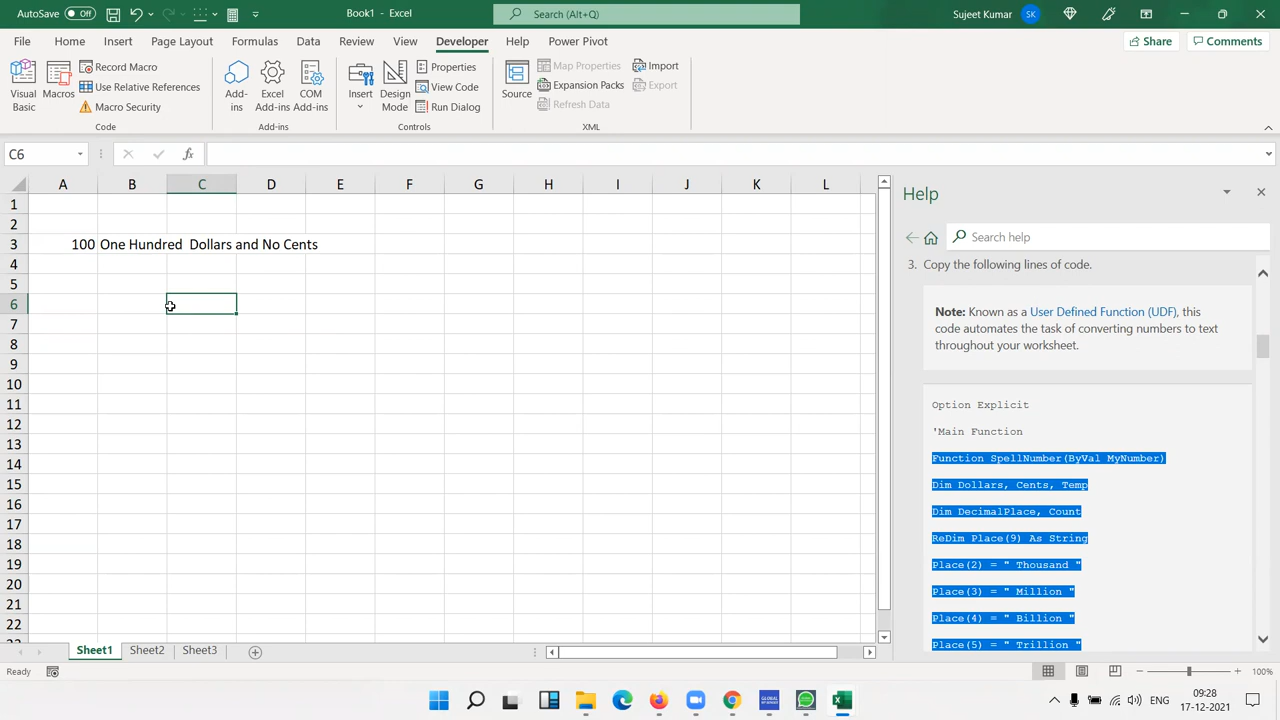 AutoSave Off Book1 - Excel Search (Alt+Q) Sujeet Kumar SK
File Home Insert Page Layout Formulas Data Review View Developer Help Power Pivot Share Comments
Visual Basic
Macros
Record Macro
Use Relative References
Macro Security
Code
Add-ins
Excel Add-ins
COM Add-ins
Add-ins
Insert
Design Mode
Properties
View Code
Run Dialog
Controls
Source
Map Properties
Expansion Packs
Refresh Data
Import
Export
XML
C6 fx
A B C D E F G H I J K L
1
2
3 100 One Hundred  Dollars and No Cents
4
5
6
7
8
9
10
11
12
13
14
15
16
17
18
19
20
21
22
23
Help
Search help
3. Copy the following lines of code.
Note: Known as a User Defined Function (UDF), this
code automates the task of converting numbers to text
throughout your worksheet.
Option Explicit
'Main Function
Function SpellNumber(ByVal MyNumber)
Dim Dollars, Cents, Temp
Dim DecimalPlace, Count
ReDim Place(9) As String
Place(2) = " Thousand "
Place(3) = " Million "
Place(4) = " Billion "
Place(5) = " Trillion "
Sheet1 Sheet2 Sheet3
Ready 100%
ENG 09:28
17-12-2021